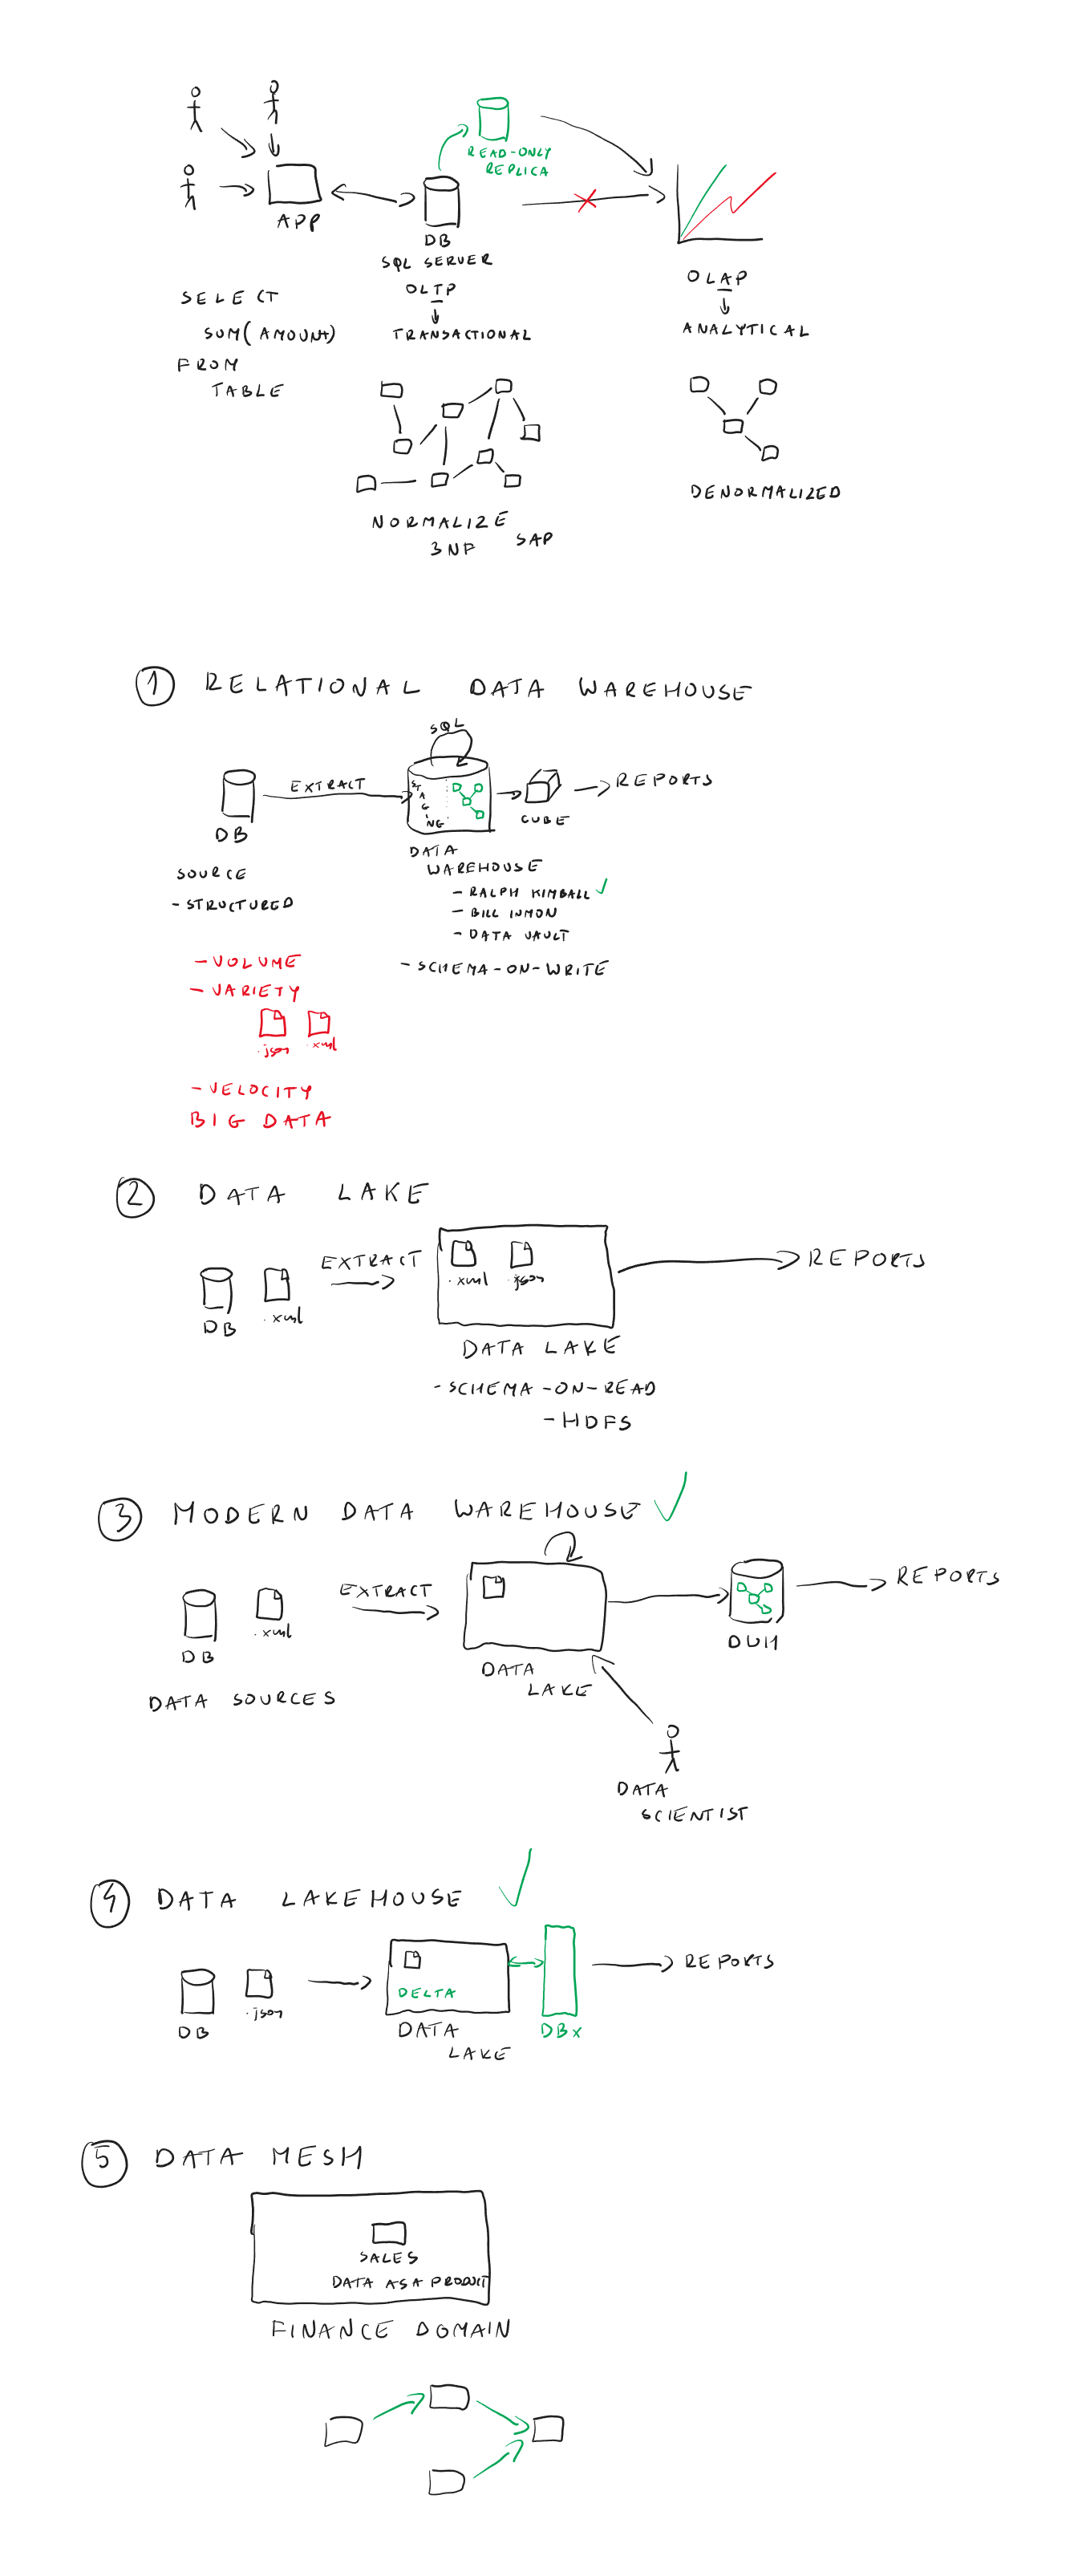 READ-ONLY
REPLICA
APP
DB
SQL SERVER
OLTP
TRANSACTIONAL
OLAP
ANALYTICAL
SELECT
SUM(AMOUNT)
FROM
TABLE
NORMALIZE
3NF
SAP
DENORMALIZED
1 RELATIONAL DATA WAREHOUSE
SQL
EXTRACT
STAGING
REPORTS
CUBE
DB
DATA
WAREHOUSE
SOURCE
- STRUCTURED
- RALPH KIMBALL
- BILL INMON
- DATA VAULT
- SCHEMA-ON-WRITE
- VOLUME
- VARIETY
.json .xml
- VELOCITY
BIG DATA
2 DATA LAKE
EXTRACT
REPORTS
.xml .json
DB
.xml
DATA LAKE
- SCHEMA-ON-READ
- HDFS
3 MODERN DATA WAREHOUSE
EXTRACT
REPORTS
DB
.xml
DWH
DATA
LAKE
DATA SOURCES
DATA
SCIENTIST
4 DATA LAKEHOUSE
REPORTS
DELTA
DB
.json
DATA
LAKE
DBX
5 DATA MESH
SALES
DATA AS A PRODUCT
FINANCE DOMAIN